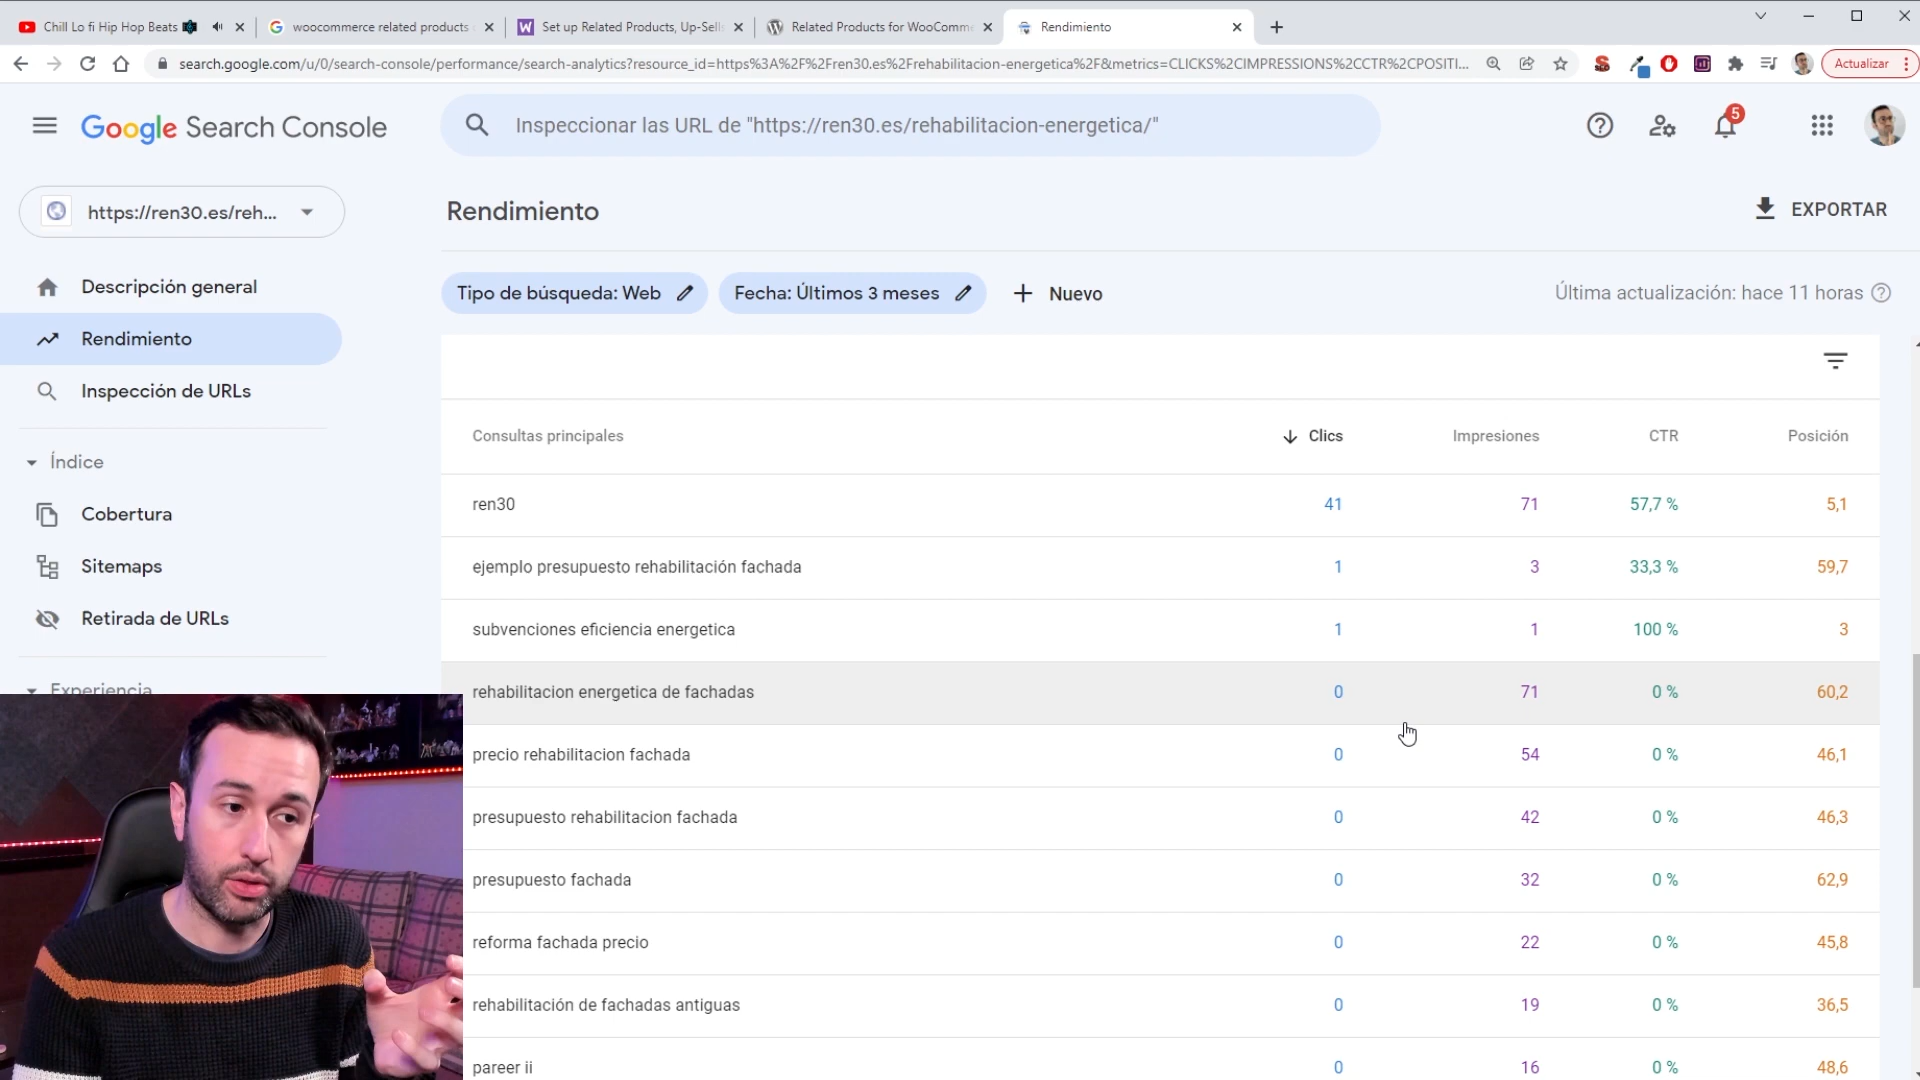 Chill Lo fi Hip Hop Beats
woocommerce related products
Set up Related Products, Up-Sells
Related Products for WooComme
Rendimiento
search.google.com/u/0/search-console/performance/search-analytics?resource_id=https%3A%2F%2Fren30.es%2Frehabilitacion-energetica%2F&metrics=CLICKS%2CIMPRESSIONS%2CCTR%2CPOSITI...
Actualizar
Google Search Console
Inspeccionar las URL de "https://ren30.es/rehabilitacion-energetica/"
5
https://ren30.es/reh...
Rendimiento
EXPORTAR
Descripción general
Rendimiento
Inspección de URLs
Índice
Cobertura
Sitemaps
Retirada de URLs
Experiencia
Tipo de búsqueda: Web
Fecha: Últimos 3 meses
Nuevo
Última actualización: hace 11 horas
Consultas principales Clics Impresiones CTR Posición
ren30 41 71 57,7 % 5,1
ejemplo presupuesto rehabilitación fachada 1 3 33,3 % 59,7
subvenciones eficiencia energetica 1 1 100 % 3
rehabilitacion energetica de fachadas 0 71 0 % 60,2
precio rehabilitacion fachada 0 54 0 % 46,1
presupuesto rehabilitacion fachada 0 42 0 % 46,3
presupuesto fachada 0 32 0 % 62,9
reforma fachada precio 0 22 0 % 45,8
rehabilitación de fachadas antiguas 0 19 0 % 36,5
pareer ii 0 16 0 % 48,6